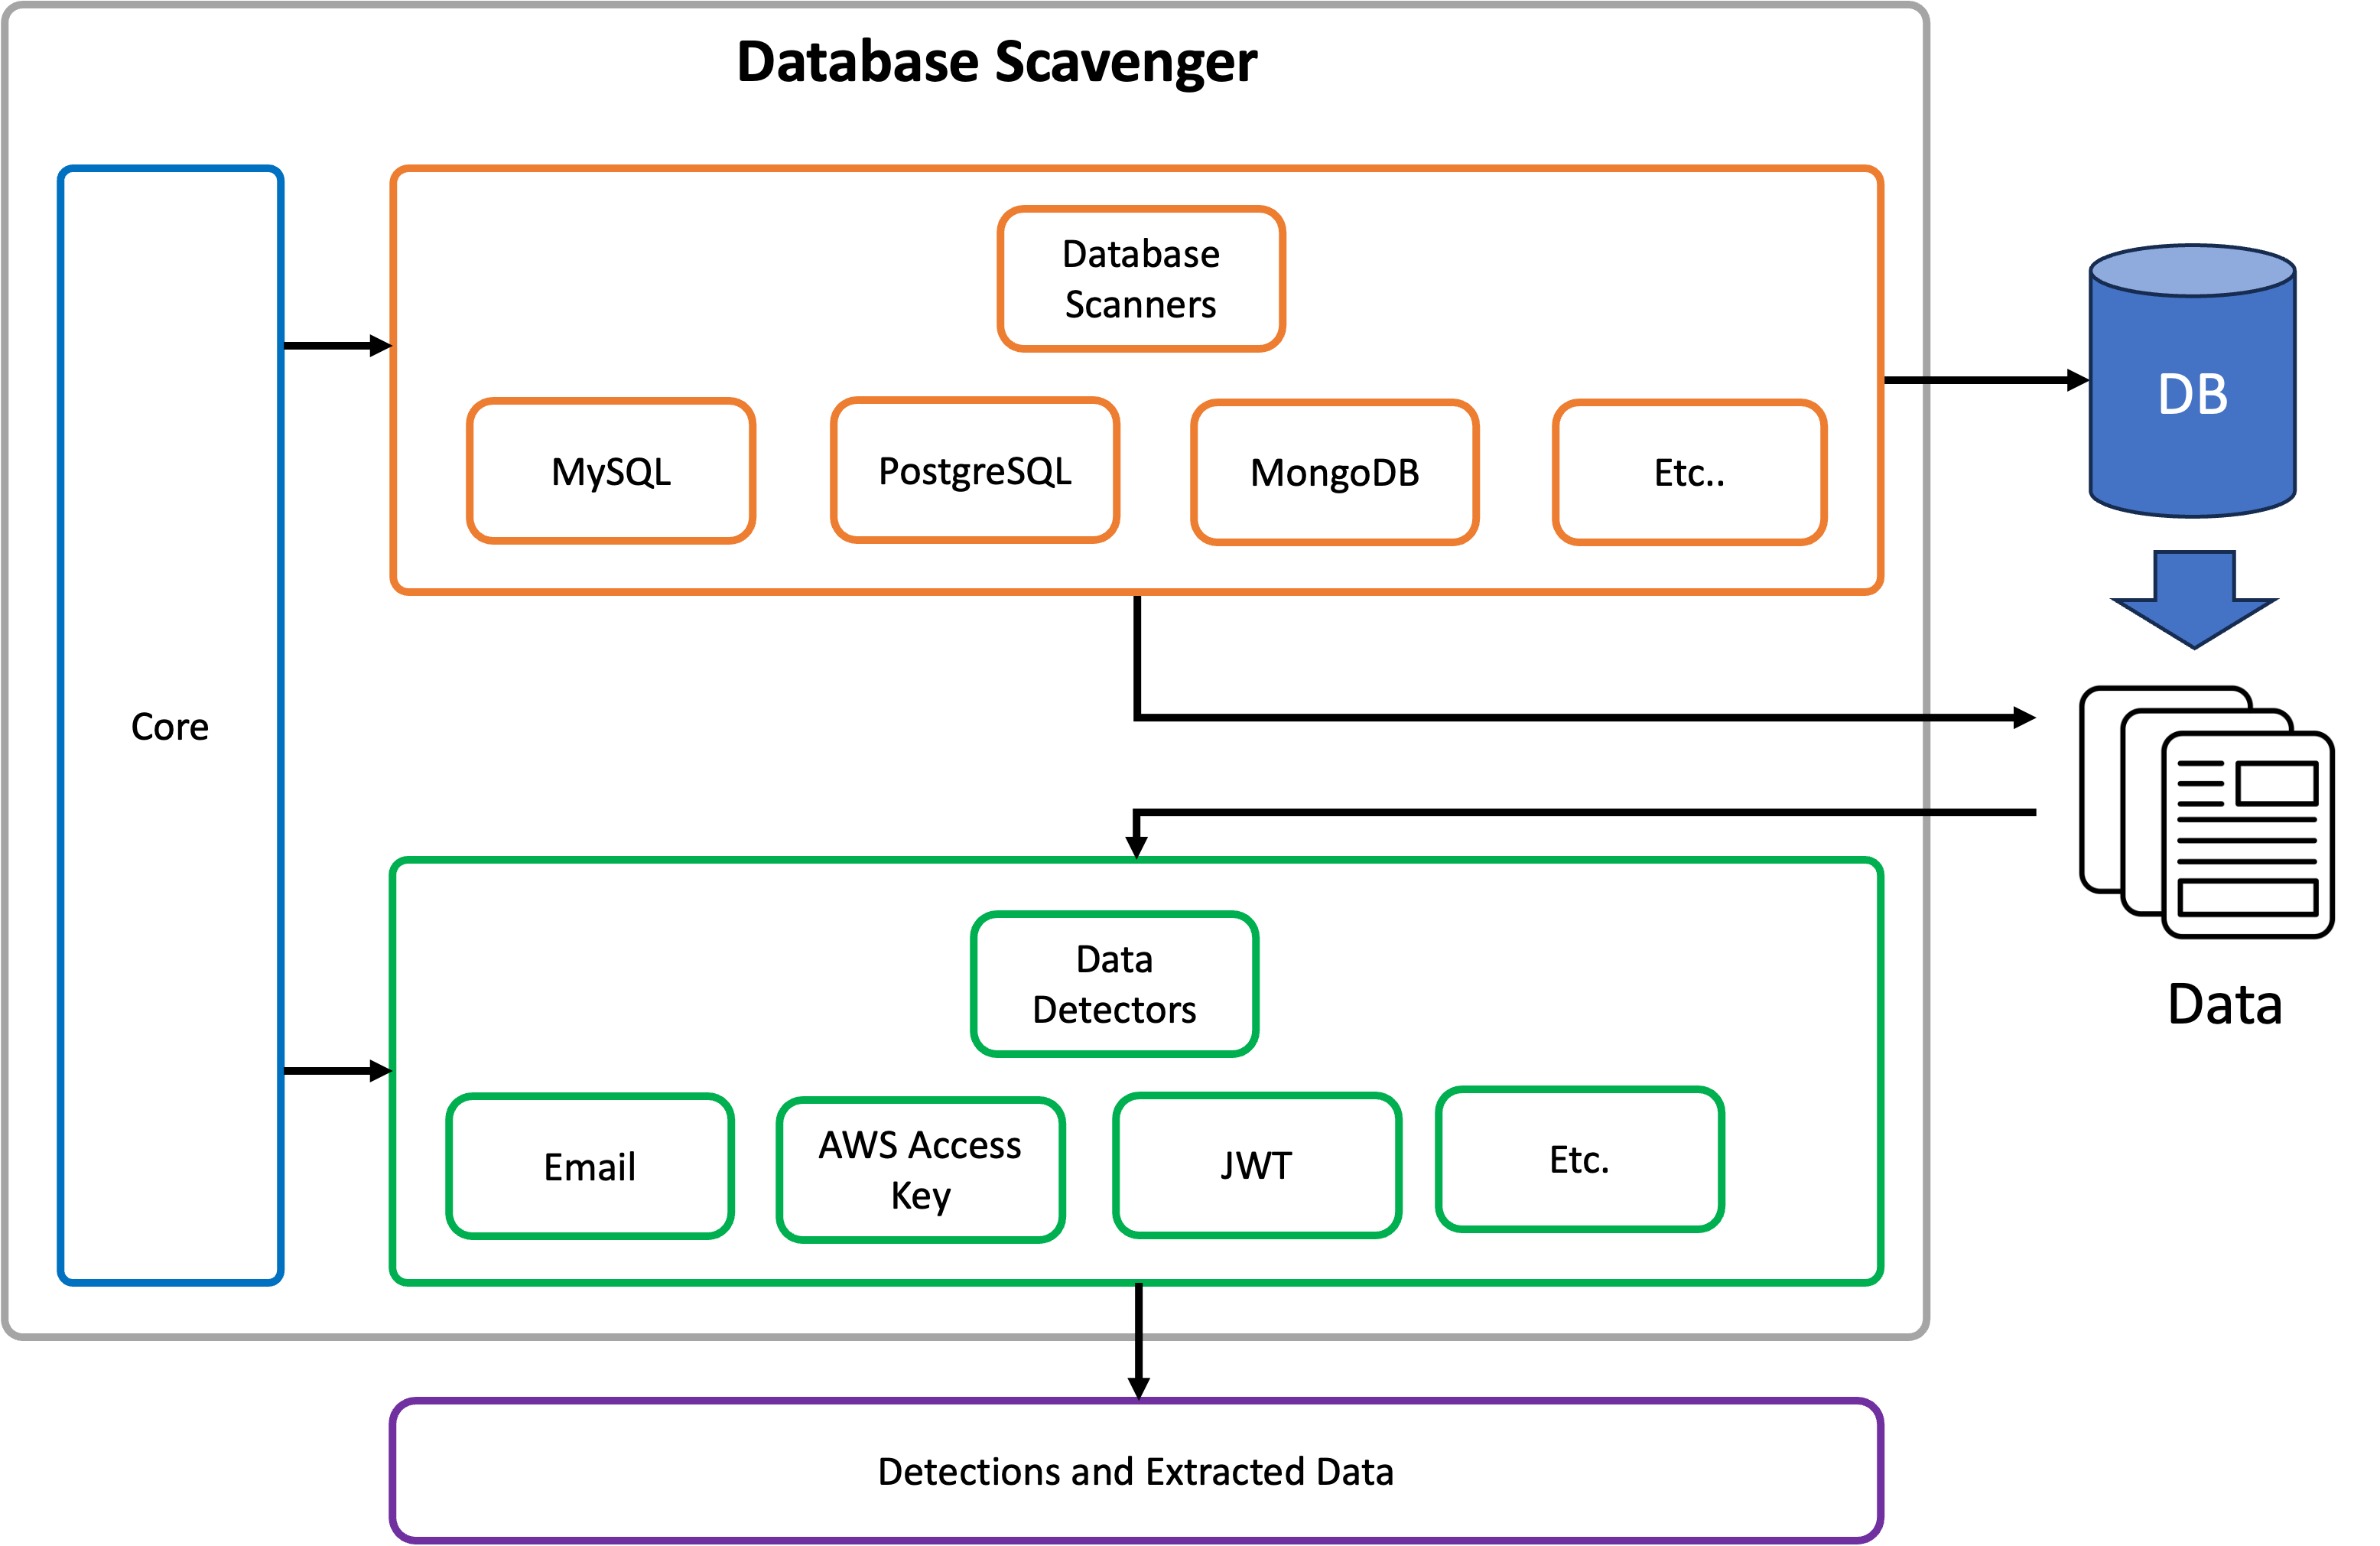 Database Scavenger
Core
Database
Scanners
MySQL
PostgreSQL
MongoDB
Etc..
DB
Data
Data
Detectors
Email
AWS Access
Key
JWT
Etc.
Detections and Extracted Data